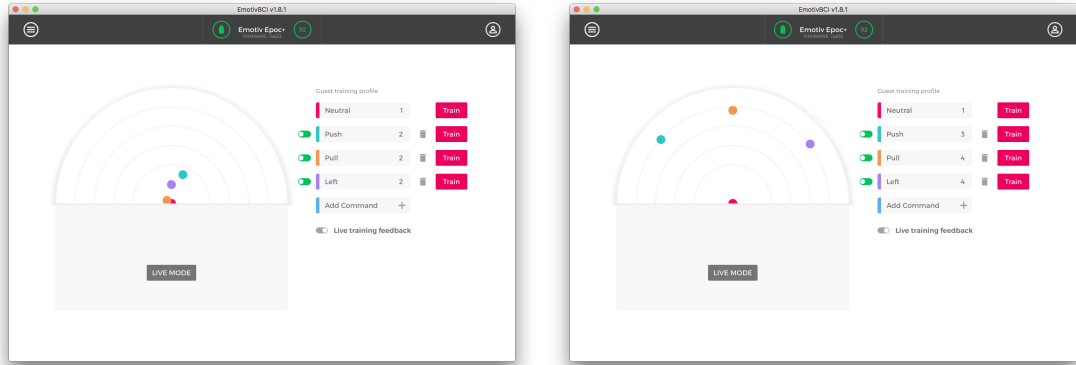 EmotivBCI v1.8.1
Emotiv Epoc+
92
Guest training profile
Neutral 1 Train
Push 2 Train
Pull 2 Train
Left 2 Train
Add Command +
Live training feedback
LIVE MODE
EmotivBCI v1.8.1
Emotiv Epoc+
92
Guest training profile
Neutral 1 Train
Push 3 Train
Pull 4 Train
Left 4 Train
Add Command +
Live training feedback
LIVE MODE